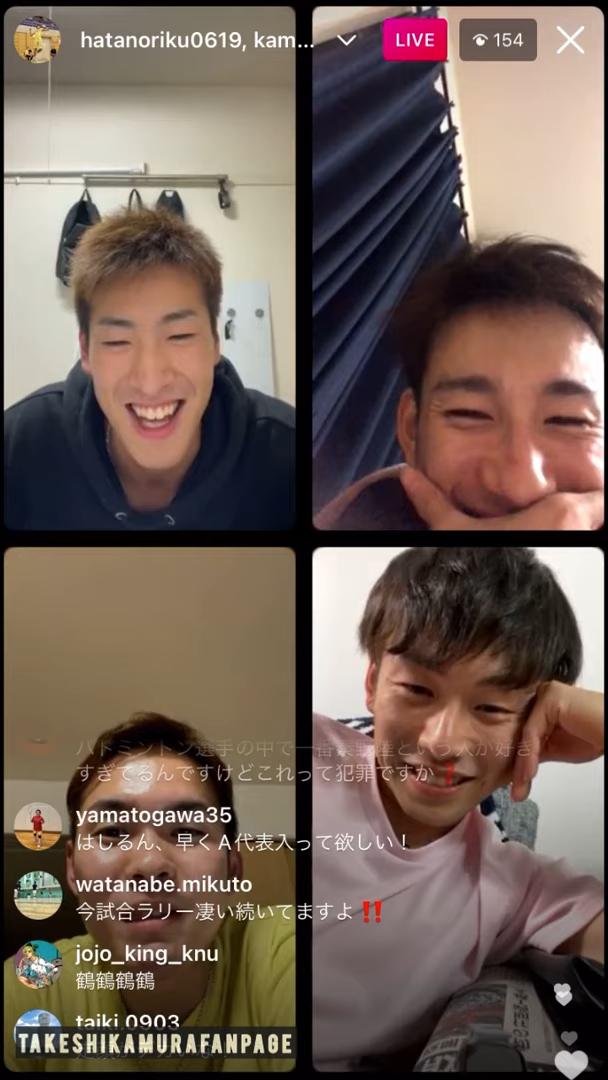 hatanoriku0619, kam...
LIVE
154
バドミントン選手の中で一番
という人が好き
すぎてるんですけどこれって犯罪ですか❗
yamatogawa35
はしるん、早くA代表入って欲しい！
watanabe.mikuto
今試合ラリー凄い続いてますよ‼️
jojo_king_knu
鶴鶴鶴鶴
taiki.0903
TAKESHIKAMURAFANPAGE